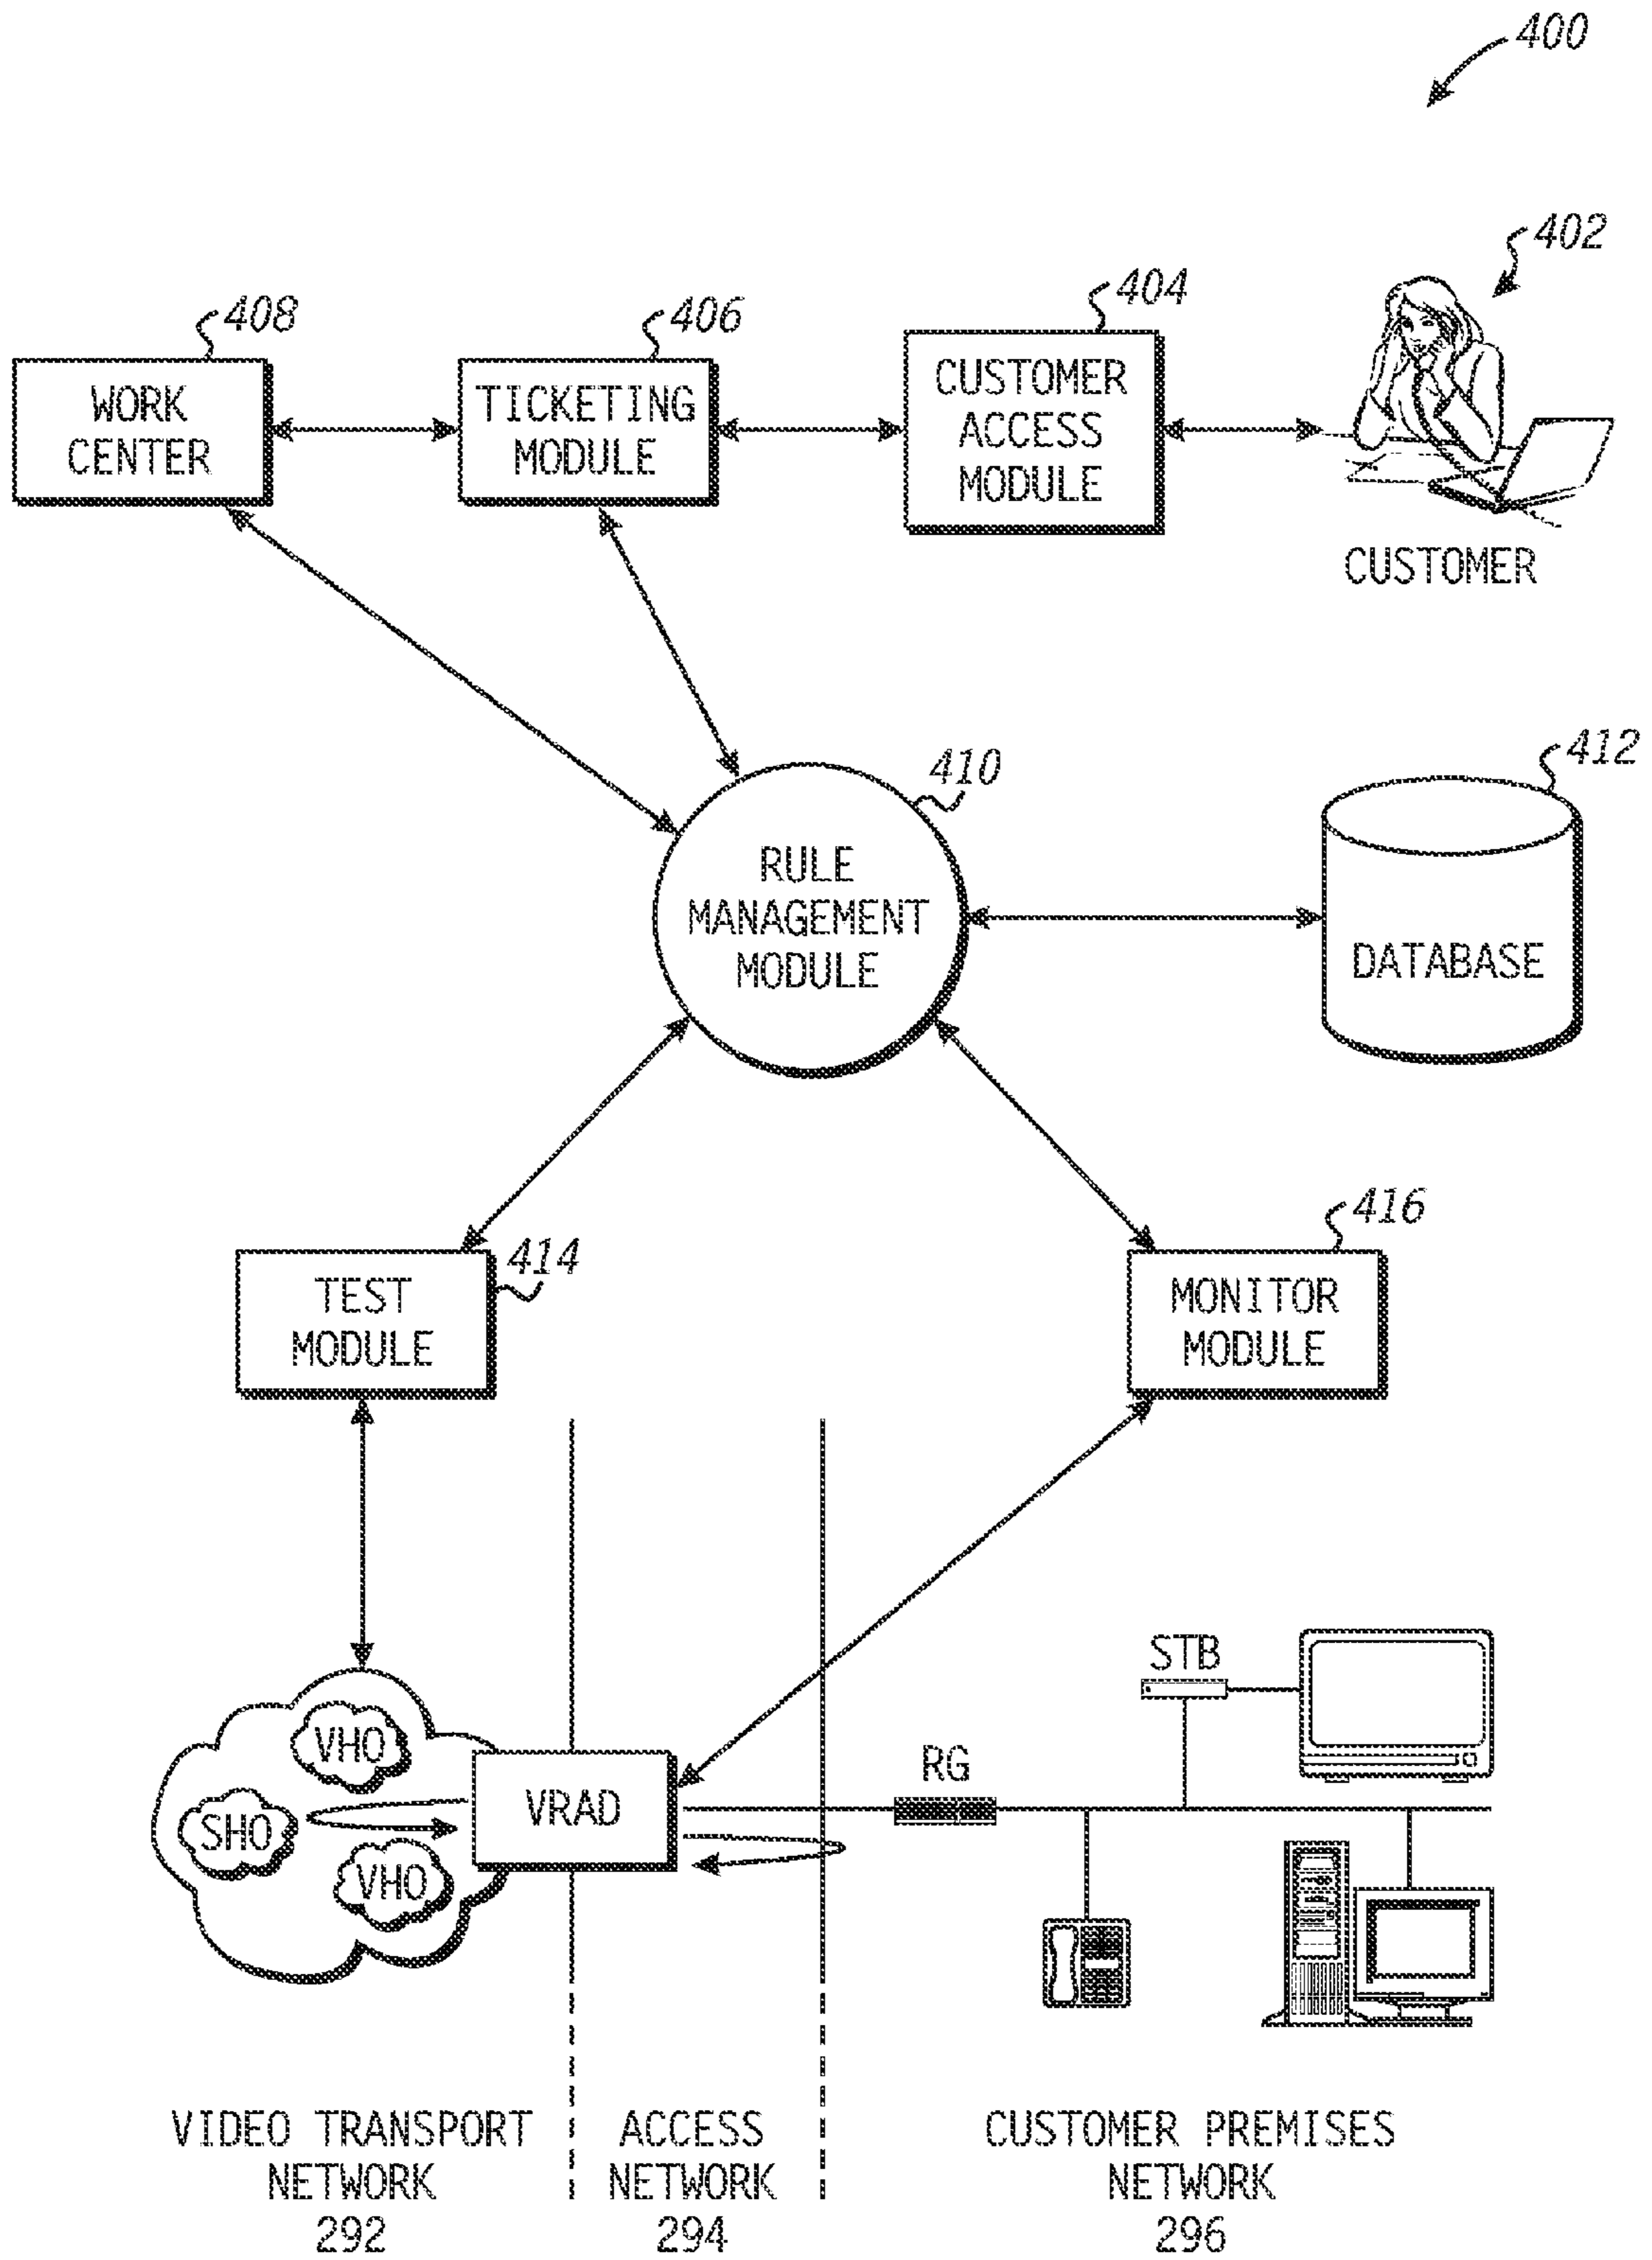 400
402
404
406
408
WORK
CENTER
TICKETING
MODULE
CUSTOMER
ACCESS
MODULE
CUSTOMER
410
412
RULE
MANAGEMENT
MODULE
DATABASE
414
416
TEST
MODULE
MONITOR
MODULE
STB
VHO
RG
VRAD
SHO
VHO
VIDEO TRANSPORT
NETWORK
292
ACCESS
NETWORK
294
CUSTOMER PREMISES
NETWORK
296